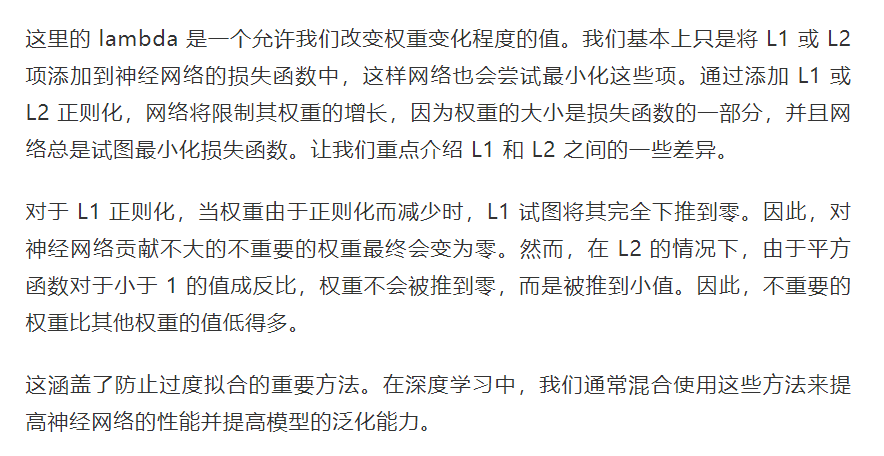 这里的 lambda 是一个允许我们改变权重变化程度的值。我们基本上只是将 L1 或 L2
项添加到神经网络的损失函数中，这样网络也会尝试最小化这些项。通过添加 L1 或
L2 正则化，网络将限制其权重的增长，因为权重的大小是损失函数的一部分，并且网
络总是试图最小化损失函数。让我们重点介绍 L1 和 L2 之间的一些差异。
对于 L1 正则化，当权重由于正则化而减少时，L1 试图将其完全下推到零。因此，对
神经网络贡献不大的不重要的权重最终会变为零。然而，在 L2 的情况下，由于平方
函数对于小于 1 的值成反比，权重不会被推到零，而是被推到小值。因此，不重要的
权重比其他权重的值低得多。
这涵盖了防止过度拟合的重要方法。在深度学习中，我们通常混合使用这些方法来提
高神经网络的性能并提高模型的泛化能力。